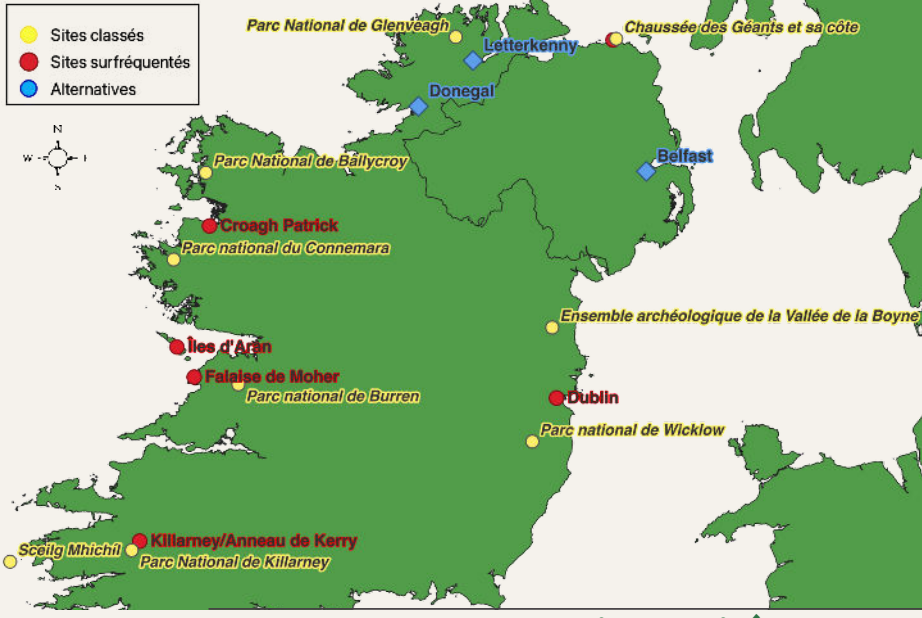 Sites classés
Sites surfréquentés
Alternatives
N
W
S
Parc National de Glenveagh
Chaussée des Géants et sa côte
Letterkenny
Donegal
Belfast
Parc National de Ballycroy
Croagh Patrick
Parc national du Connemara
Ensemble archéologique de la Vallée de la Boyne
Îles d'Aran
Falaise de Moher
Parc national de Burren
Dublin
Parc national de Wicklow
Killarney/Anneau de Kerry
Sceilg Mhichíl
Parc National de Killarney